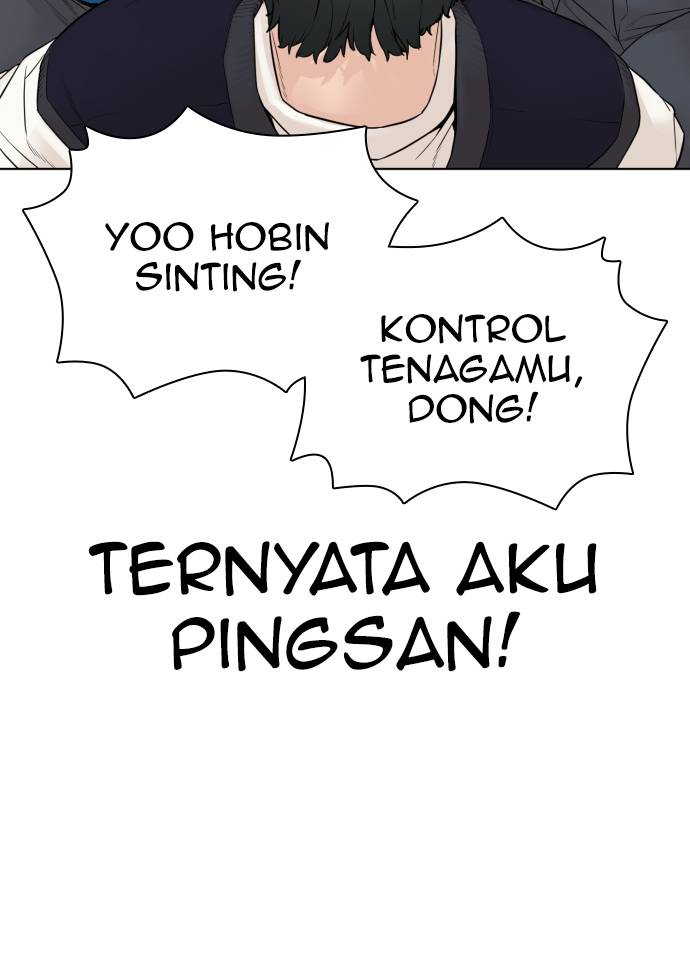 YOO HOBIN
SINTING!
KONTROL
TENAGAMU,
DONG!
TERNYATA AKU
PINGSAN!